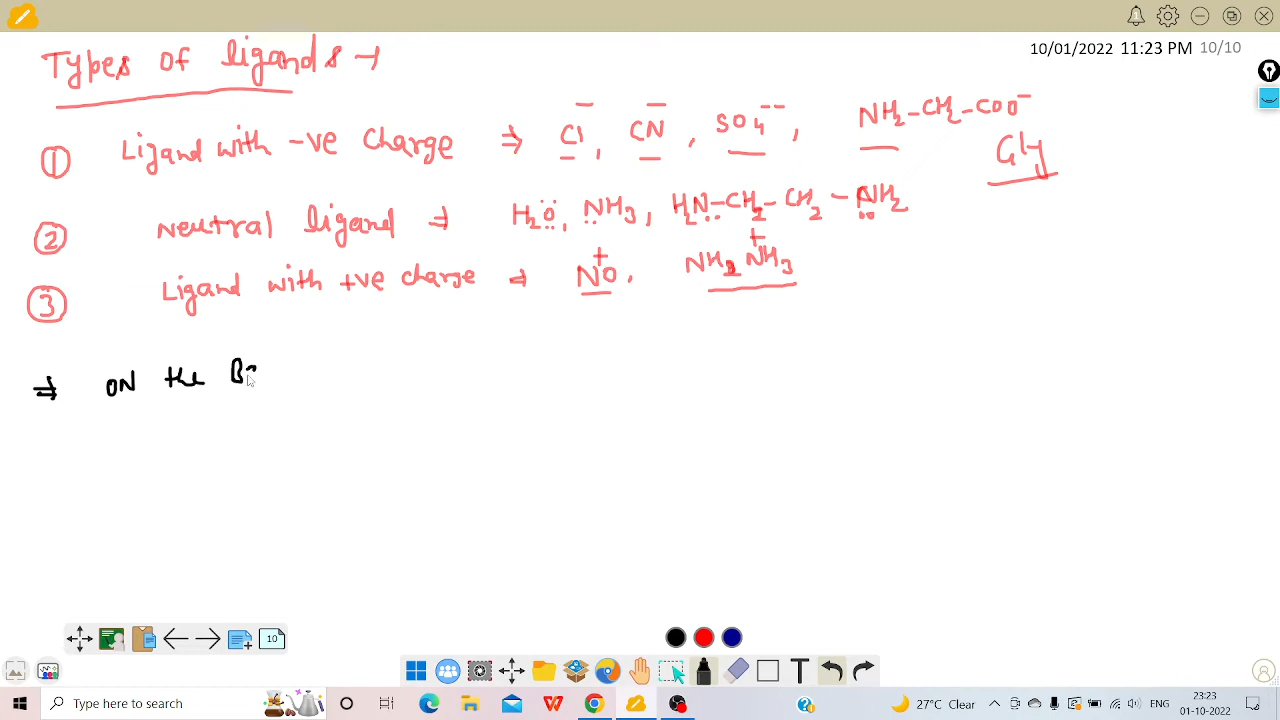 10/01/2022 11:23 PM 10/10
Types of ligands →
① Ligand with -ve charge ⇒ Cl⁻, CN⁻, SO4⁻⁻, NH2-CH2-COO⁻
Gly
② Neutral ligand ⇒ H2O, NH3, H2N-CH2-CH2-NH2
③ Ligand with +ve charge ⇒ NO⁺, NH2NH3⁺
⇒ ON the
10
Type here to search
27°C Clear
ENG
23:23
01-10-2022